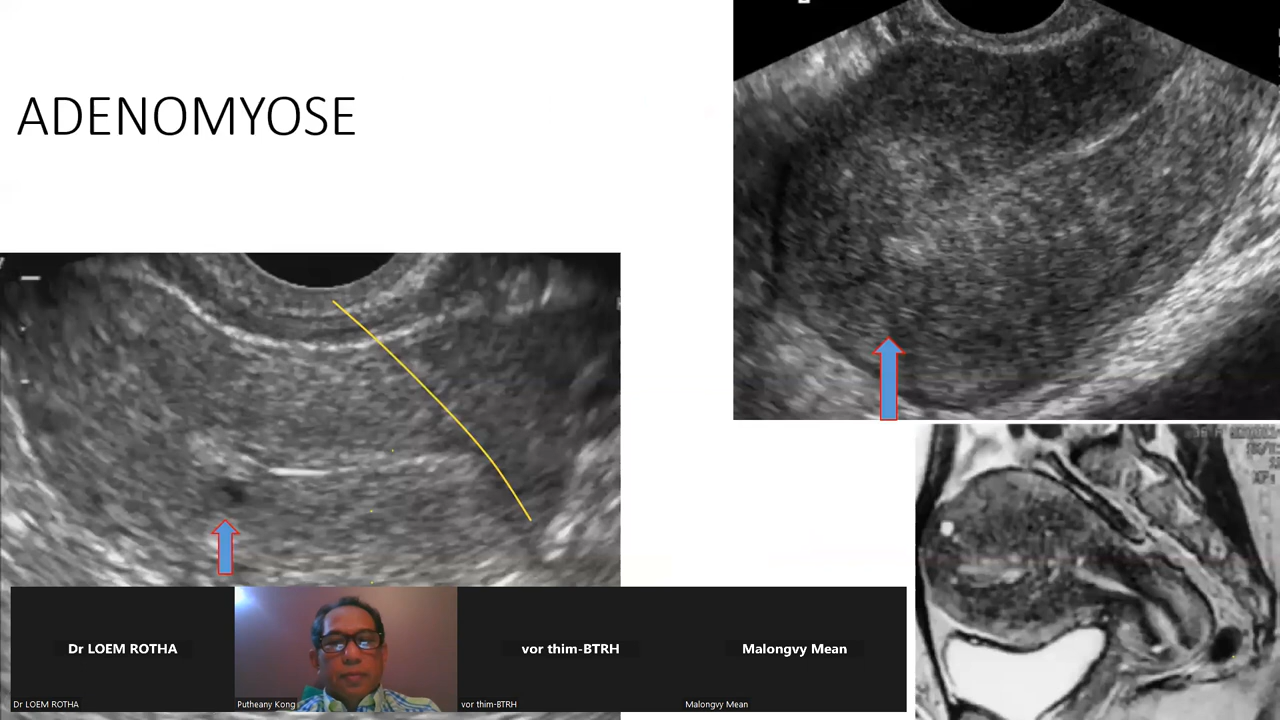 ADENOMYOSE
Dr LOEM ROTHA
vor thim-BTRH
Malongvy Mean
Dr LOEM ROTHA
Putheany Kong
vor thim-BTRH
Malongvy Mean